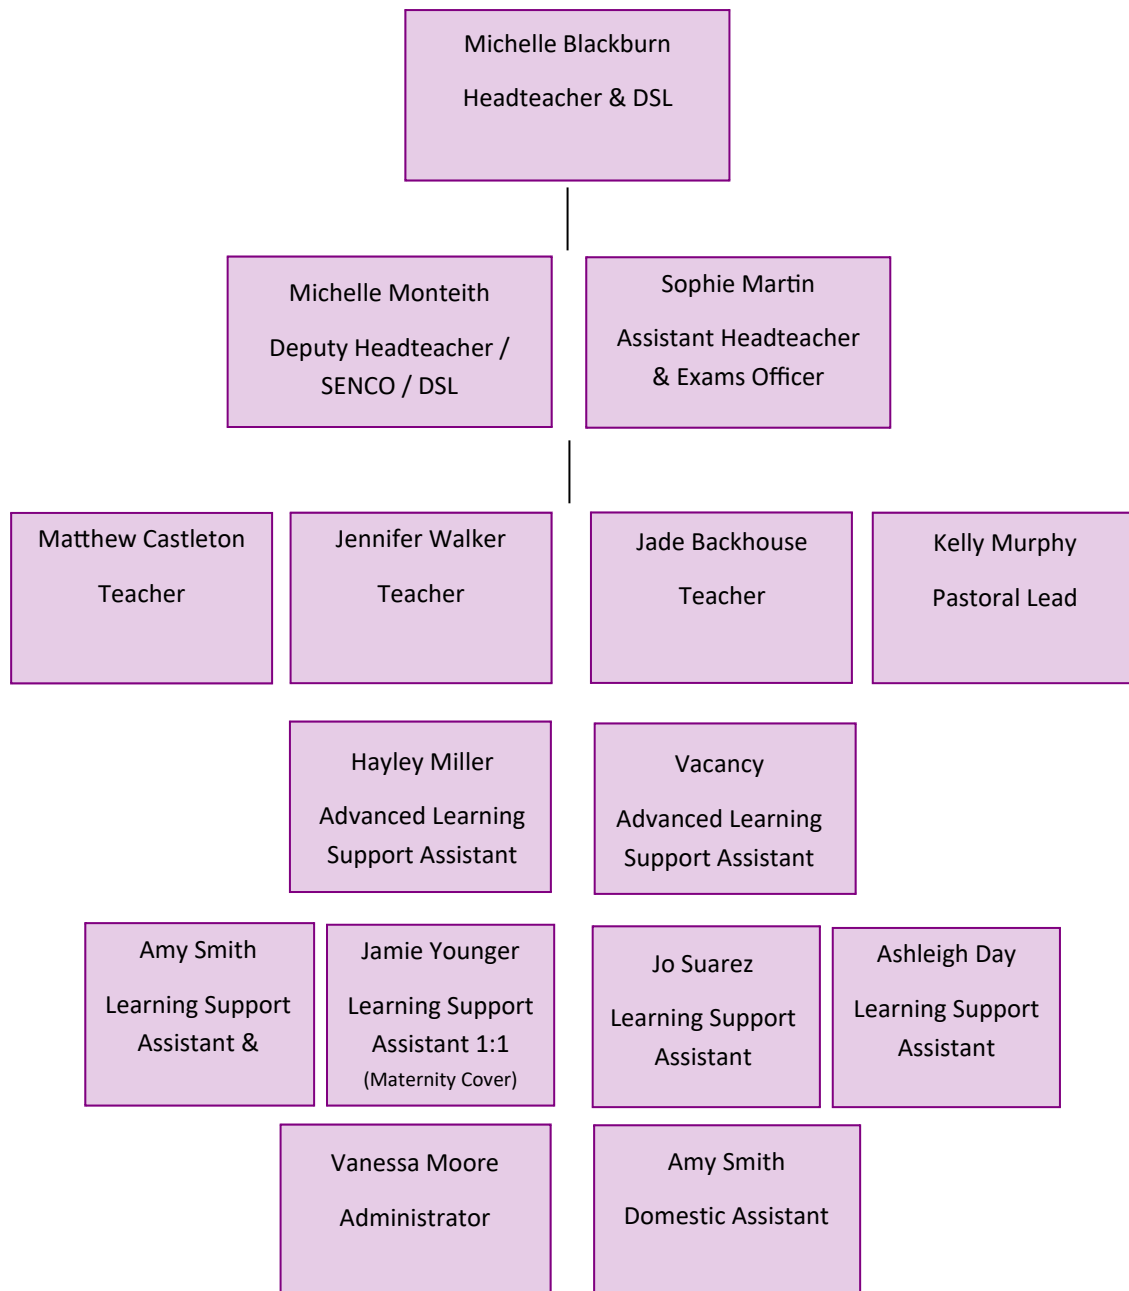 Michelle Blackburn
Headteacher & DSL
Michelle Monteith
Deputy Headteacher /
SENCO / DSL
Sophie Martin
Assistant Headteacher
& Exams Officer
Matthew Castleton
Teacher
Jennifer Walker
Teacher
Jade Backhouse
Teacher
Kelly Murphy
Pastoral Lead
Hayley Miller
Advanced Learning
Support Assistant
Vacancy
Advanced Learning
Support Assistant
Amy Smith
Learning Support
Assistant &
Jamie Younger
Learning Support
Assistant 1:1
(Maternity Cover)
Jo Suarez
Learning Support
Assistant
Ashleigh Day
Learning Support
Assistant
Vanessa Moore
Administrator
Amy Smith
Domestic Assistant